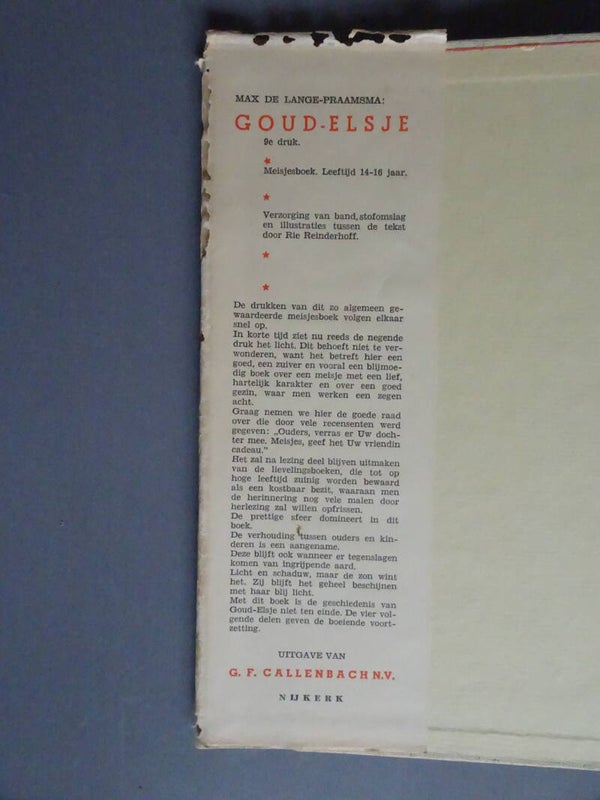 MAX DE LANGE-PRAAMSMA:
GOUD-ELSJE
9e druk.
Meisjesboek. Leeftijd 14-16 jaar.
Verzorging van band, stofomslag
en illustraties tussen de tekst
door Rie Reinderhoff.
De drukken van dit zo algemeen ge-
waardeerde meisjesboek volgen elkaar
snel op.
In korte tijd ziet nu reeds de negende
druk het licht. Dit behoeft niet te ver-
wonderen, want het betreft hier een
goed, een zuiver en vooral een blijmoe-
dig boek over een meisje met een lief,
hartelijk karakter en over een goed
gezin, waar men werken een zegen
acht.
Graag nemen we hier de goede raad
over die door vele recensenten werd
gegeven: „Ouders, verras er Uw doch-
ter mee. Meisjes, geef het Uw vriendin
cadeau."
Het zal na lezing deel blijven uitmaken
van de lievelingsboeken, die tot op
hoge leeftijd zuinig worden bewaard
als een kostbaar bezit, waaraan men
de herinnering nog vele malen door
herlezing zal willen opfrissen.
De prettige sfeer domineert in dit
boek.
De verhouding tussen ouders en kin-
deren is een aangename.
Deze blijft ook wanneer er tegenslagen
komen van ingrijpende aard.
Licht en schaduw, maar de zon wint
het. Zij blijft het geheel beschijnen
met haar blij licht.
Met dit boek is de geschiedenis van
Goud-Elsje niet ten einde. De vier vol-
gende delen geven de boeiende voort-
zetting.
UITGAVE VAN
G. F. CALLENBACH N.V.
NIJKERK